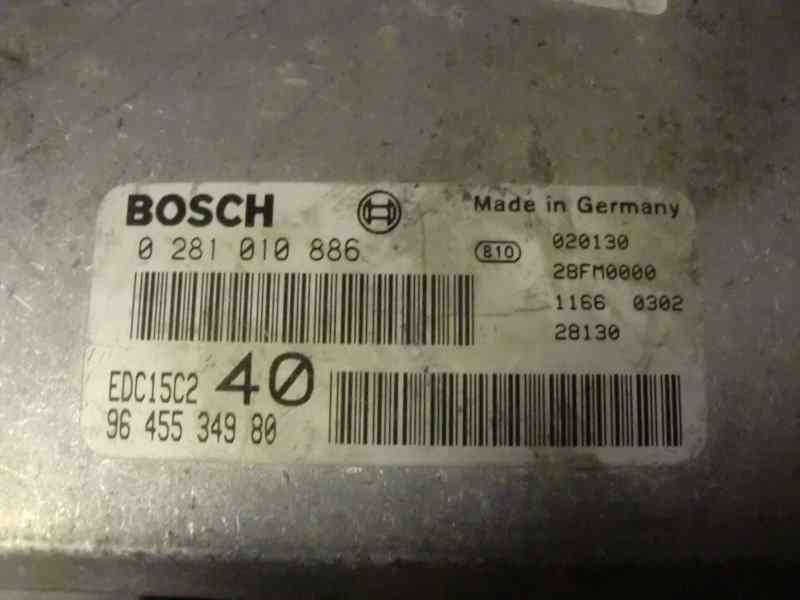 BOSCH
Made in Germany
0 281 010 886
810
020130
28FM0000
1166 0302
28130
EDC15C2 40
96 455 349 80